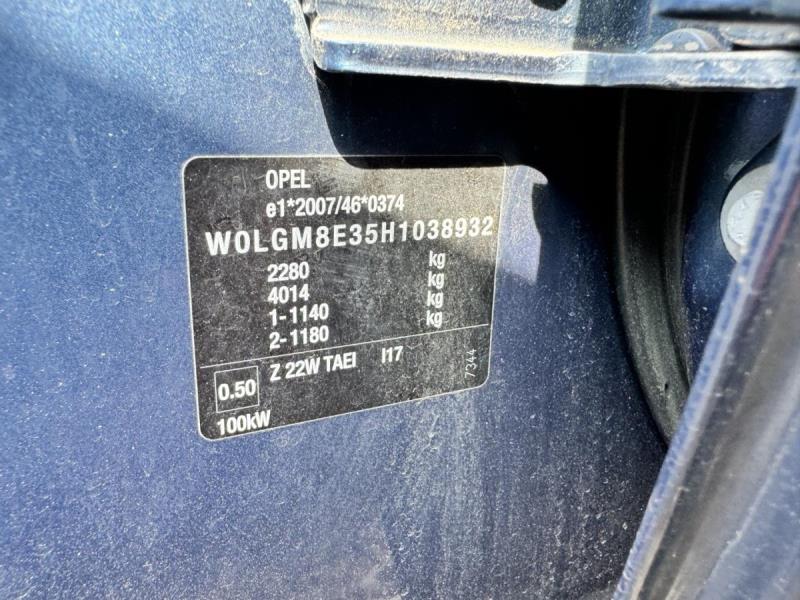 OPEL
e1*2007/46*0374
W0LGM8E35H1038932
2280 kg
4014 kg
1-1140 kg
2-1180 kg
Z 22W TAEI I17
7344
0.50
100kW